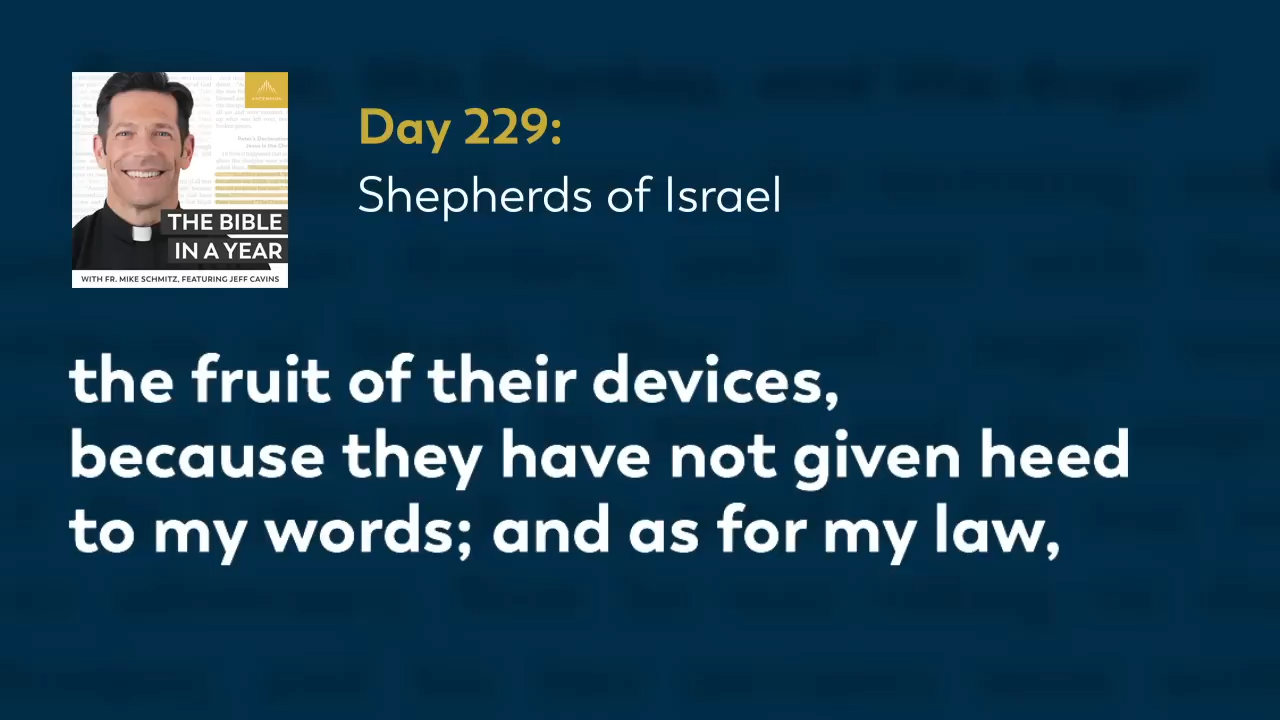 THE BIBLE
IN A YEAR
WITH FR. MIKE SCHMITZ, FEATURING JEFF CAVINS
Day 229:
Shepherds of Israel
the fruit of their devices,
because they have not given heed
to my words; and as for my law,